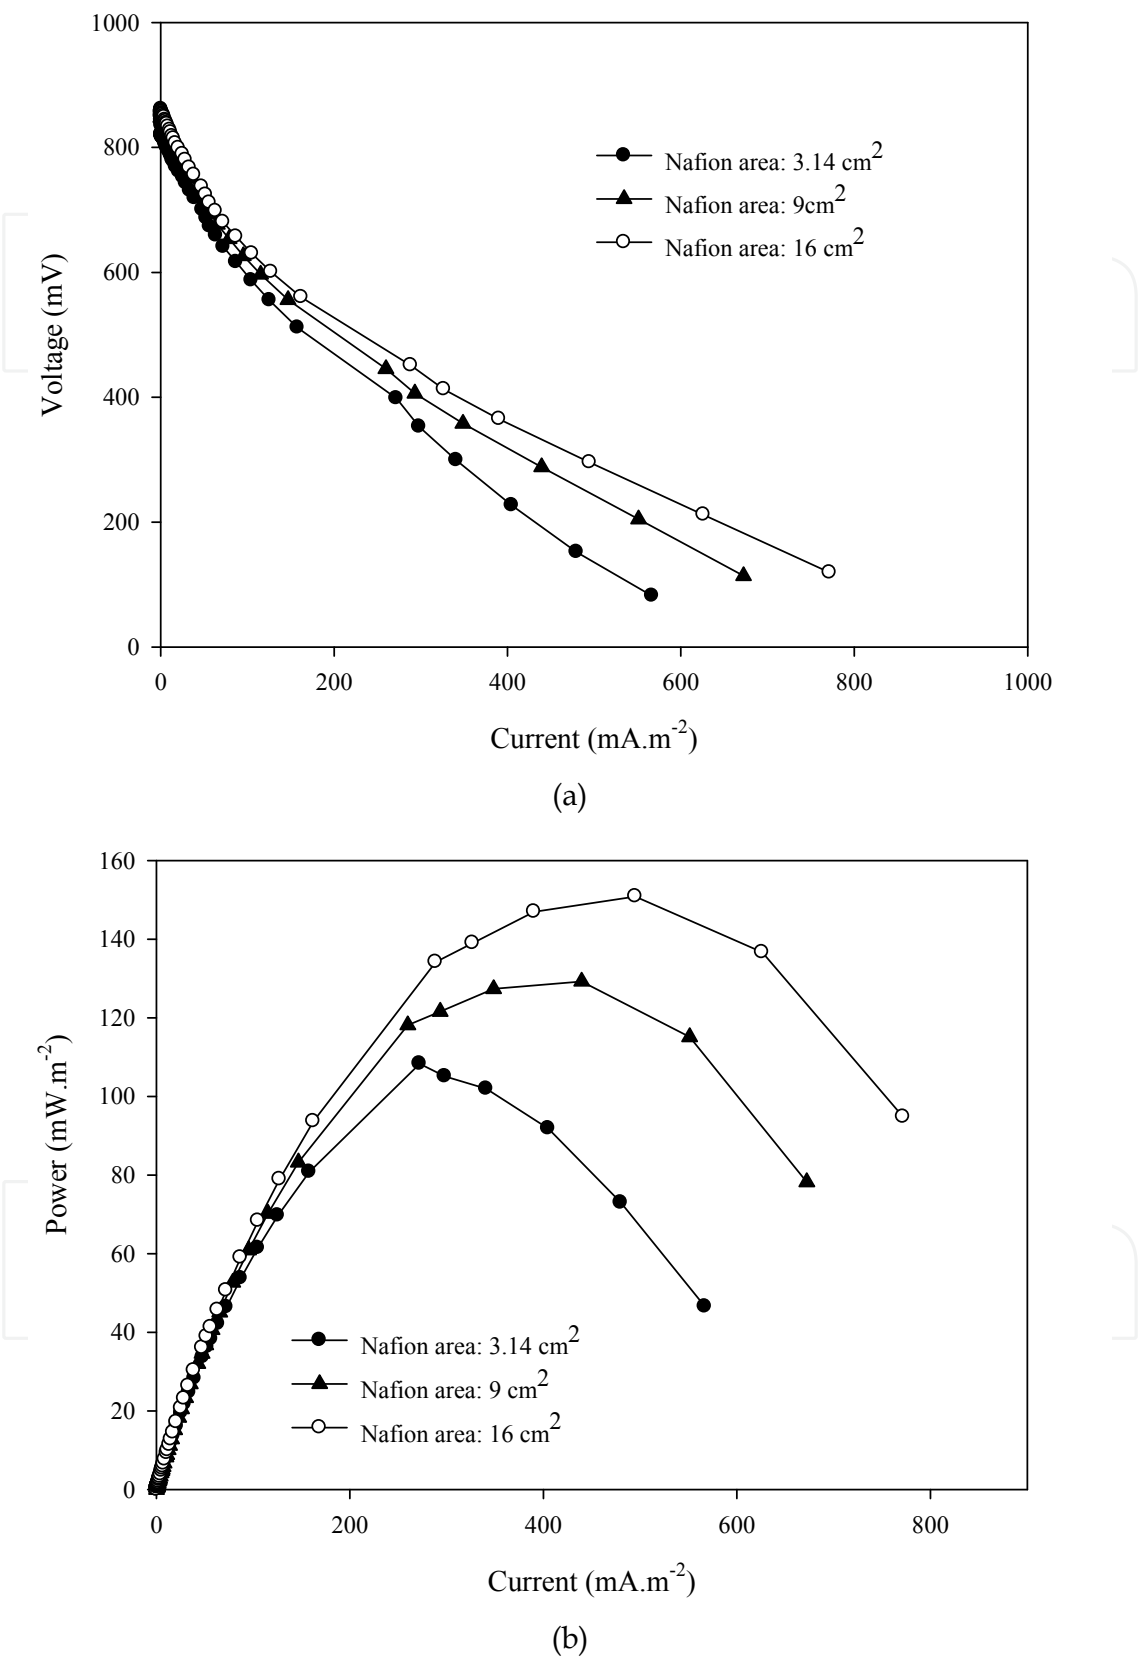 1000
800
600
400
200
0
Voltage (mV)
Nafion area: 3.14 cm2
Nafion area: 9cm2
Nafion area: 16 cm2
0 200 400 600 800 1000
Current (mA.m-2)
(a)
160
140
120
100
80
60
40
20
0
Power (mW.m-2)
Nafion area: 3.14 cm2
Nafion area: 9 cm2
Nafion area: 16 cm2
0 200 400 600 800
Current (mA.m-2)
(b)